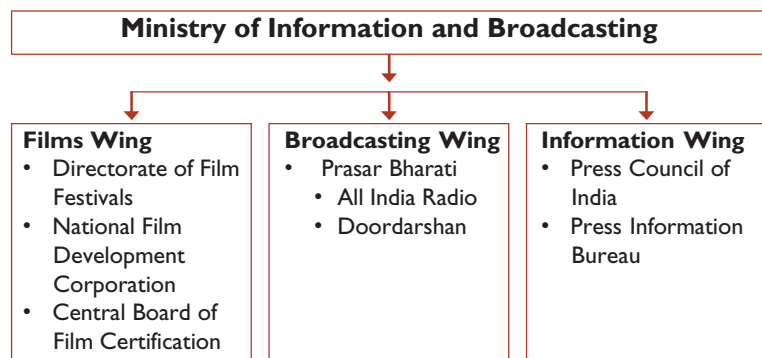 Ministry of Information and Broadcasting
Films Wing
• Directorate of Film
Festivals
• National Film
Development
Corporation
• Central Board of
Film Certification
Broadcasting Wing
• Prasar Bharati
• All India Radio
• Doordarshan
Information Wing
• Press Council of
India
• Press Information
Bureau